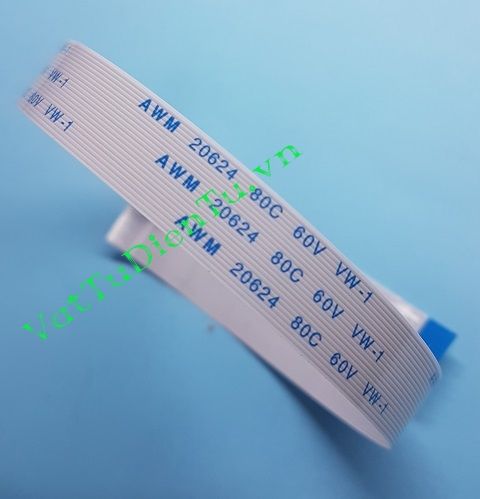 VW-1
80V VW-1
AWM 20624 80C 60V VW-1
AWM 20624 80C 60V VW-1
AWM 20624 80C 60V VW-1
VatTuDienTu.vn